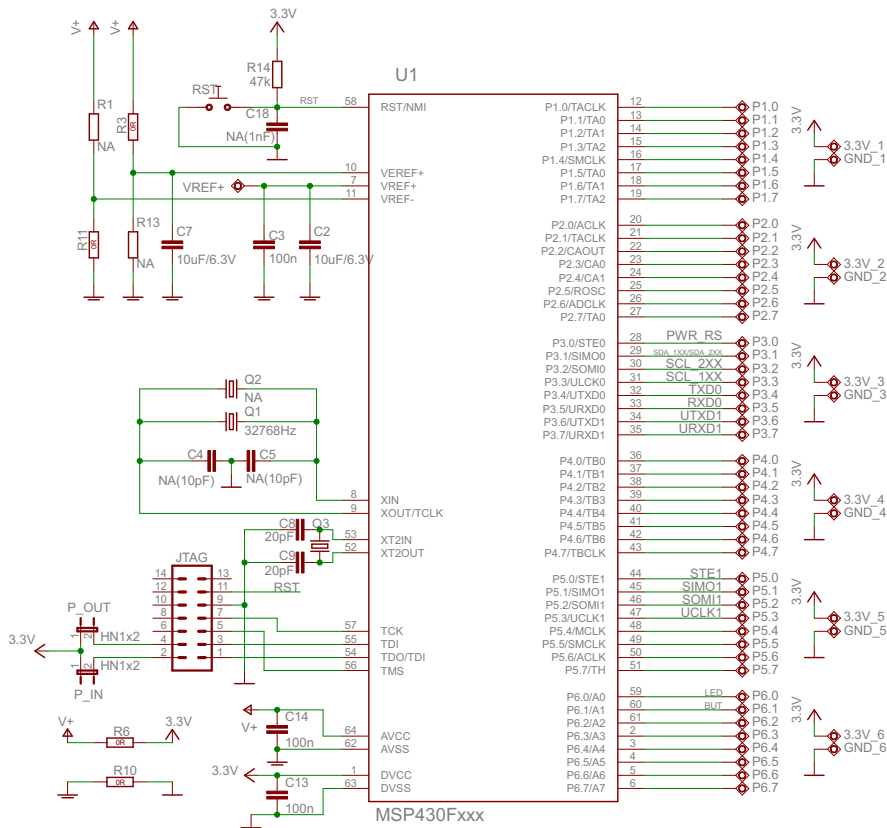 V+
V+
3.3V
R14
47k
U1
RST
RST
58
C18
NA(1nF)
R1
NA
R3
0R
RST/NMI
VEREF+
VREF+
VREF-
10
7
11
VREF+
R11
0R
R13
NA
C7
10uF/6.3V
C3
100n
C2
10uF/6.3V
Q2
NA
Q1
32768Hz
C4
NA(10pF)
C5
NA(10pF)
8
9
XIN
XOUT/TCLK
C8
20pF
Q3
C9
20pF
53
52
XT2IN
XT2OUT
JTAG
14 13
12 11 RST
10 9
8 7
6 5
4 3
2 1
P_OUT
1 2
HN1x2
3.3V
1 2
HN1x2
P_IN
57 TCK
55 TDI
54 TDO/TDI
56 TMS
V+
R6
0R
3.3V
R10
0R
V+
C14
100n
64 AVCC
62 AVSS
3.3V
C13
100n
1 DVCC
63 DVSS
MSP430Fxxx
P1.0/TACLK 12 P1.0
P1.1/TA0 13 P1.1
P1.2/TA1 14 P1.2
P1.3/TA2 15 P1.3
P1.4/SMCLK 16 P1.4
P1.5/TA0 17 P1.5
P1.6/TA1 18 P1.6
P1.7/TA2 19 P1.7
3.3V
3.3V_1
GND_1
P2.0/ACLK 20 P2.0
P2.1/TACLK 21 P2.1
P2.2/CAOUT 22 P2.2
P2.3/CA0 23 P2.3
P2.4/CA1 24 P2.4
P2.5/ROSC 25 P2.5
P2.6/ADCLK 26 P2.6
P2.7/TA0 27 P2.7
3.3V
3.3V_2
GND_2
P3.0/STE0 28 PWR_RS P3.0
P3.1/SIMO0 29 SDA_1XX/SDA_2XX P3.1
P3.2/SOMI0 30 SCL_2XX P3.2
P3.3/ULCK0 31 SCL_1XX P3.3
P3.4/UTXD0 32 TXD0 P3.4
P3.5/URXD0 33 RXD0 P3.5
P3.6/UTXD1 34 UTXD1 P3.6
P3.7/URXD1 35 URXD1 P3.7
3.3V
3.3V_3
GND_3
P4.0/TB0 36 P4.0
P4.1/TB1 37 P4.1
P4.2/TB2 38 P4.2
P4.3/TB3 39 P4.3
P4.4/TB4 40 P4.4
P4.5/TB5 41 P4.5
P4.6/TB6 42 P4.6
P4.7/TBCLK 43 P4.7
3.3V
3.3V_4
GND_4
P5.0/STE1 44 STE1 P5.0
P5.1/SIMO1 45 SIMO1 P5.1
P5.2/SOMI1 46 SOMI1 P5.2
P5.3/UCLK1 47 UCLK1 P5.3
P5.4/MCLK 48 P5.4
P5.5/SMCLK 49 P5.5
P5.6/ACLK 50 P5.6
P5.7/TH 51 P5.7
3.3V
3.3V_5
GND_5
P6.0/A0 59 LED P6.0
P6.1/A1 60 BUT P6.1
P6.2/A2 61 P6.2
P6.3/A3 2 P6.3
P6.4/A4 3 P6.4
P6.5/A5 4 P6.5
P6.6/A6 5 P6.6
P6.7/A7 6 P6.7
3.3V
3.3V_6
GND_6